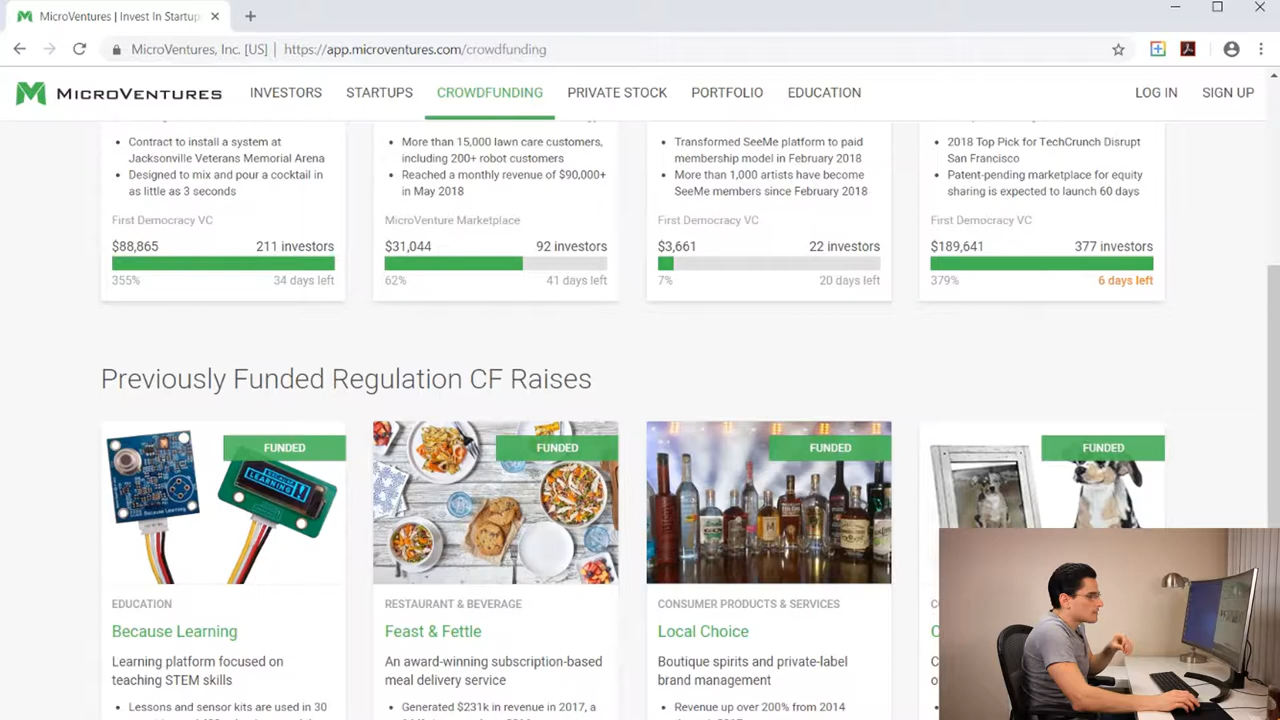 MicroVentures | Invest In Startup
MicroVentures, Inc. [US] | https://app.microventures.com/crowdfunding
MICROVENTURES INVESTORS STARTUPS CROWDFUNDING PRIVATE STOCK PORTFOLIO EDUCATION LOG IN SIGN UP
• Contract to install a system at
Jacksonville Veterans Memorial Arena
• Designed to mix and pour a cocktail in
as little as 3 seconds
First Democracy VC
$88,865 211 investors
355% 34 days left
• More than 15,000 lawn care customers,
including 200+ robot customers
• Reached a monthly revenue of $90,000+
in May 2018
MicroVenture Marketplace
$31,044 92 investors
62% 41 days left
• Transformed SeeMe platform to paid
membership model in February 2018
• More than 1,000 artists have become
SeeMe members since February 2018
First Democracy VC
$3,661 22 investors
7% 20 days left
• 2018 Top Pick for TechCrunch Disrupt
San Francisco
• Patent-pending marketplace for equity
sharing is expected to launch 60 days
First Democracy VC
$189,641 377 investors
379% 6 days left
Previously Funded Regulation CF Raises
FUNDED
LEARNING
Because Learning
EDUCATION
Because Learning
Learning platform focused on
teaching STEM skills
• Lessons and sensor kits are used in 30
FUNDED
RESTAURANT & BEVERAGE
Feast & Fettle
An award-winning subscription-based
meal delivery service
• Generated $231k in revenue in 2017, a
FUNDED
CONSUMER PRODUCTS & SERVICES
Local Choice
Boutique spirits and private-label
brand management
• Revenue up over 200% from 2014
FUNDED